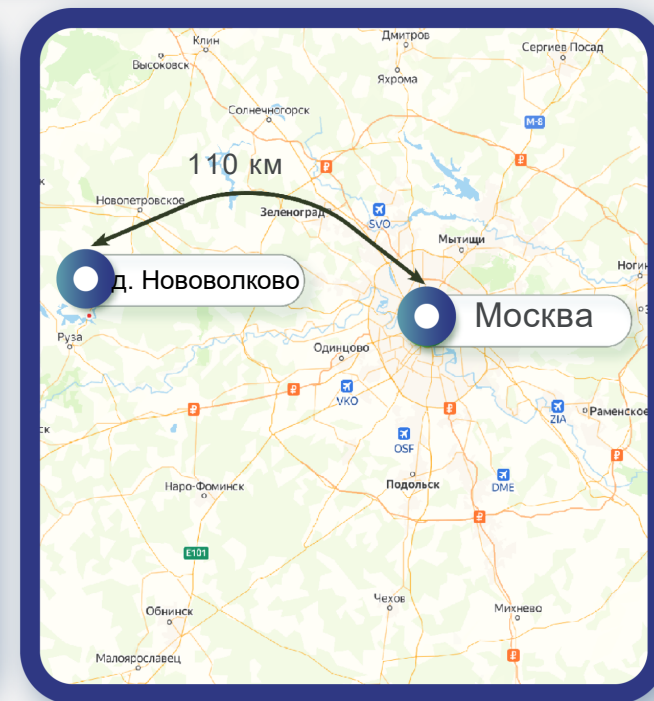 Клин
Дмитров
Сергиев Посад
Высоковск
Яхрома
Солнечногорск
М-8
₽
110 км
₽
Новопетровское
Зеленоград
SVO
Мытищи
д. Нововолково
Москва
Руза
Одинцово
VKO
₽
₽
₽
ZIA
Раменское
OSF
₽
Наро-Фоминск
Подольск
DME
₽
E101
Чехов
Михнево
Обнинск
₽
Малоярославец